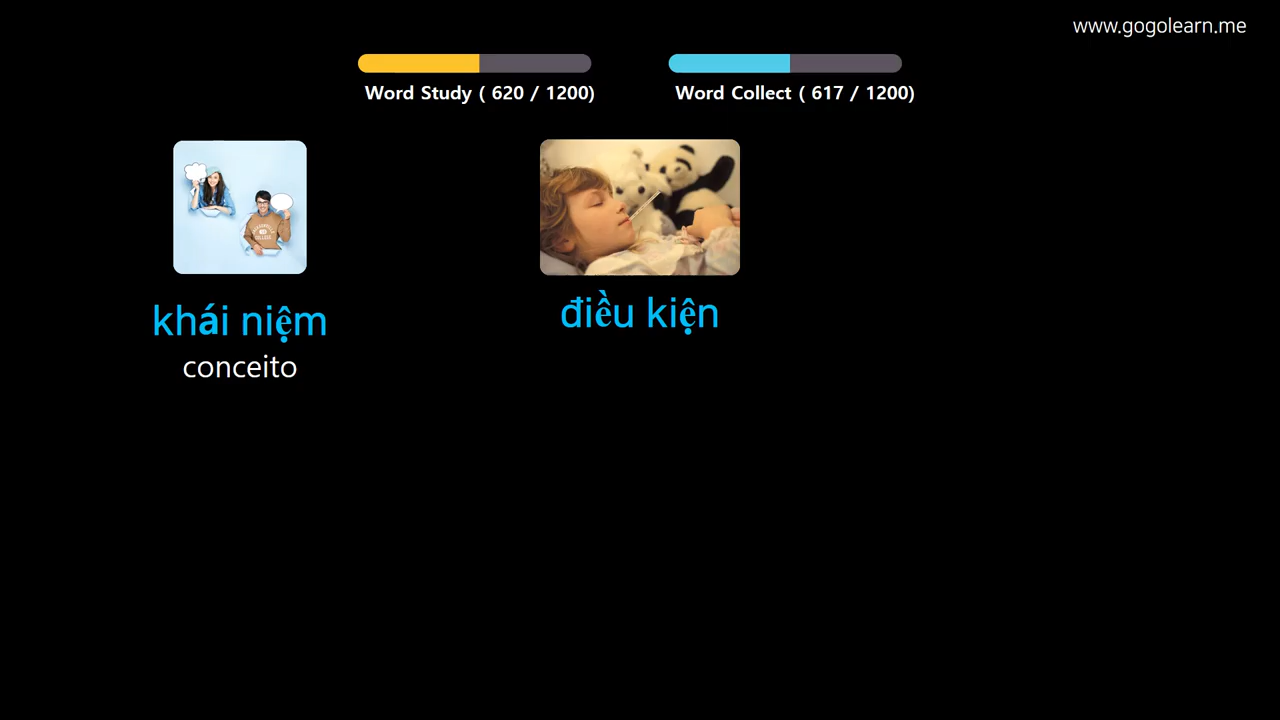 www.gogolearn.me
Word Study ( 620 / 1200)
Word Collect ( 617 / 1200)
khái niệm
conceito
điều kiện